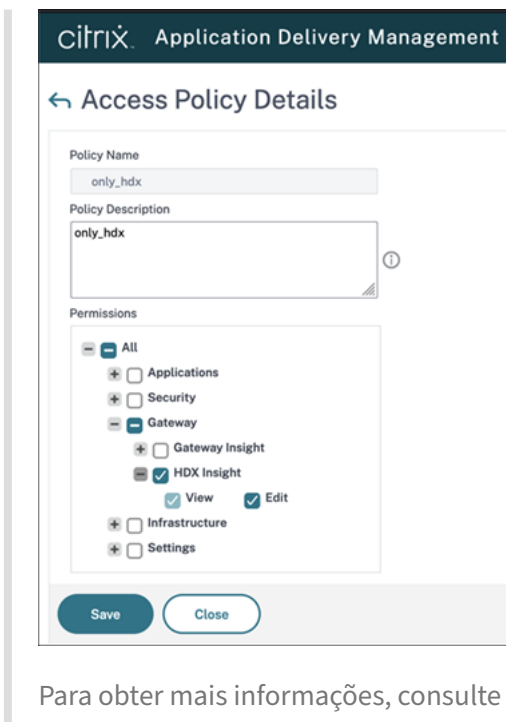 citrix. Application Delivery Management
Access Policy Details
Policy Name
only_hdx
Policy Description
only_hdx
Permissions
All
Applications
Security
Gateway
Gateway Insight
HDX Insight
View Edit
Infrastructure
Settings
Save Close
Para obter mais informações, consulte